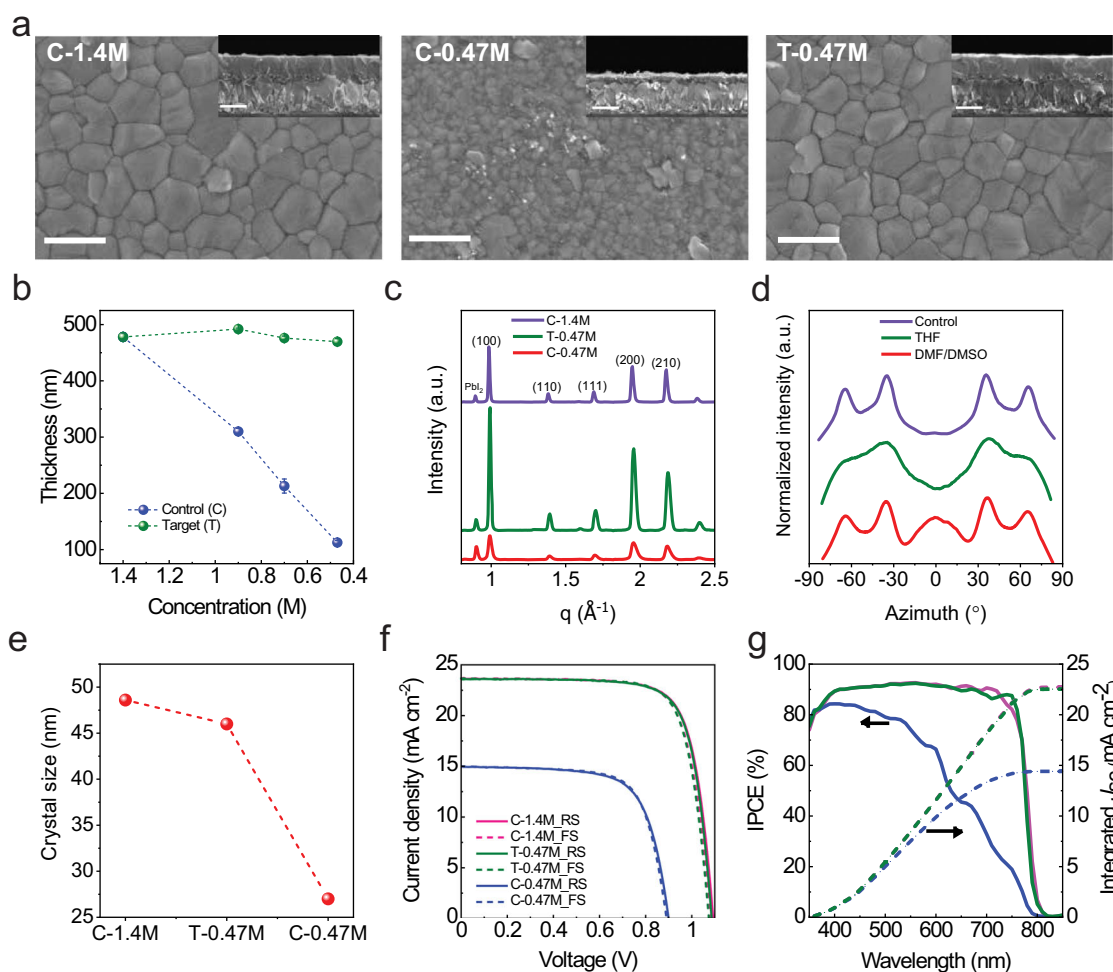 a
C-1.4M
C-0.47M
T-0.47M
b
500
400
300
200
100
Thickness (nm)
Control (C)
Target (T)
1.4 1.2 1.0 0.8 0.6 0.4
Concentration (M)
c
C-1.4M
T-0.47M
C-0.47M
PbI2
(100)
(110)
(111)
(200)
(210)
Intensity (a.u.)
1 1.5 2 2.5
q (Å-1)
d
Control
THF
DMF/DMSO
Normalized intensity (a.u.)
-90 -60 -30 0 30 60 90
Azimuth (°)
e
50
45
40
35
30
25
Crystal size (nm)
C-1.4M T-0.47M C-0.47M
f
25
20
15
10
5
0
Current density (mA cm-2)
C-1.4M_RS
C-1.4M_FS
T-0.47M_RS
T-0.47M_FS
C-0.47M_RS
C-0.47M_FS
0 0.2 0.4 0.6 0.8 1.0
Voltage (V)
g
100
80
60
40
20
0
IPCE (%)
25
20
15
10
5
0
Integrated (mA cm-2)
400 500 600 700 800
Wavelength (nm)